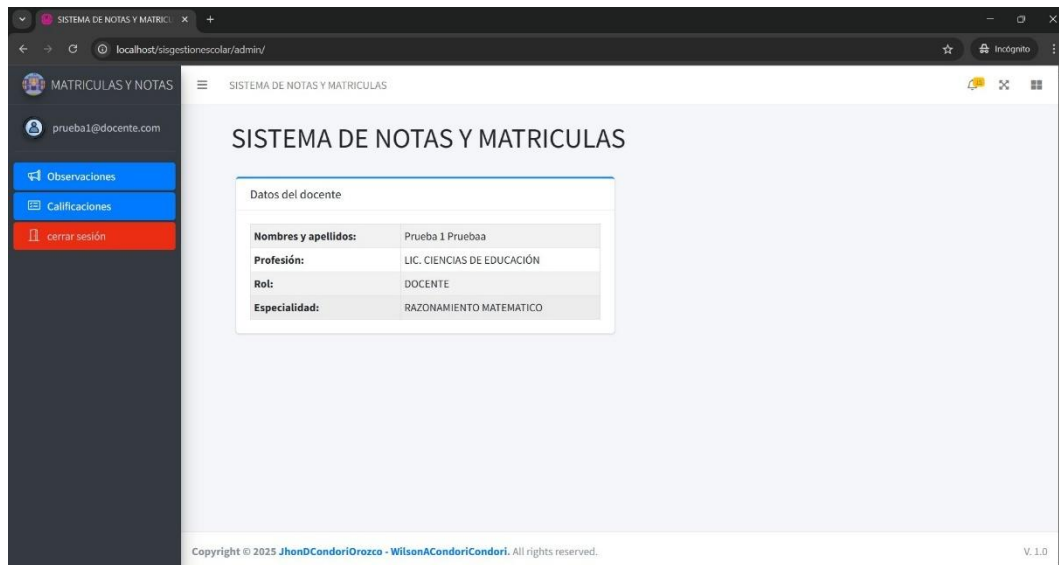 SISTEMA DE NOTAS Y MATRICU
localhost/sisgestionescolar/admin/
Incógnito
MATRICULAS Y NOTAS
SISTEMA DE NOTAS Y MATRICULAS
prueba1@docente.com
SISTEMA DE NOTAS Y MATRICULAS
Observaciones
Calificaciones
cerrar sesión
Datos del docente
Nombres y apellidos: Prueba 1 Pruebaa
Profesión: LIC. CIENCIAS DE EDUCACIÓN
Rol: DOCENTE
Especialidad: RAZONAMIENTO MATEMATICO
Copyright © 2025 JhonDCondoriOrozco - WilsonACondoriCondori. All rights reserved. V. 1.0